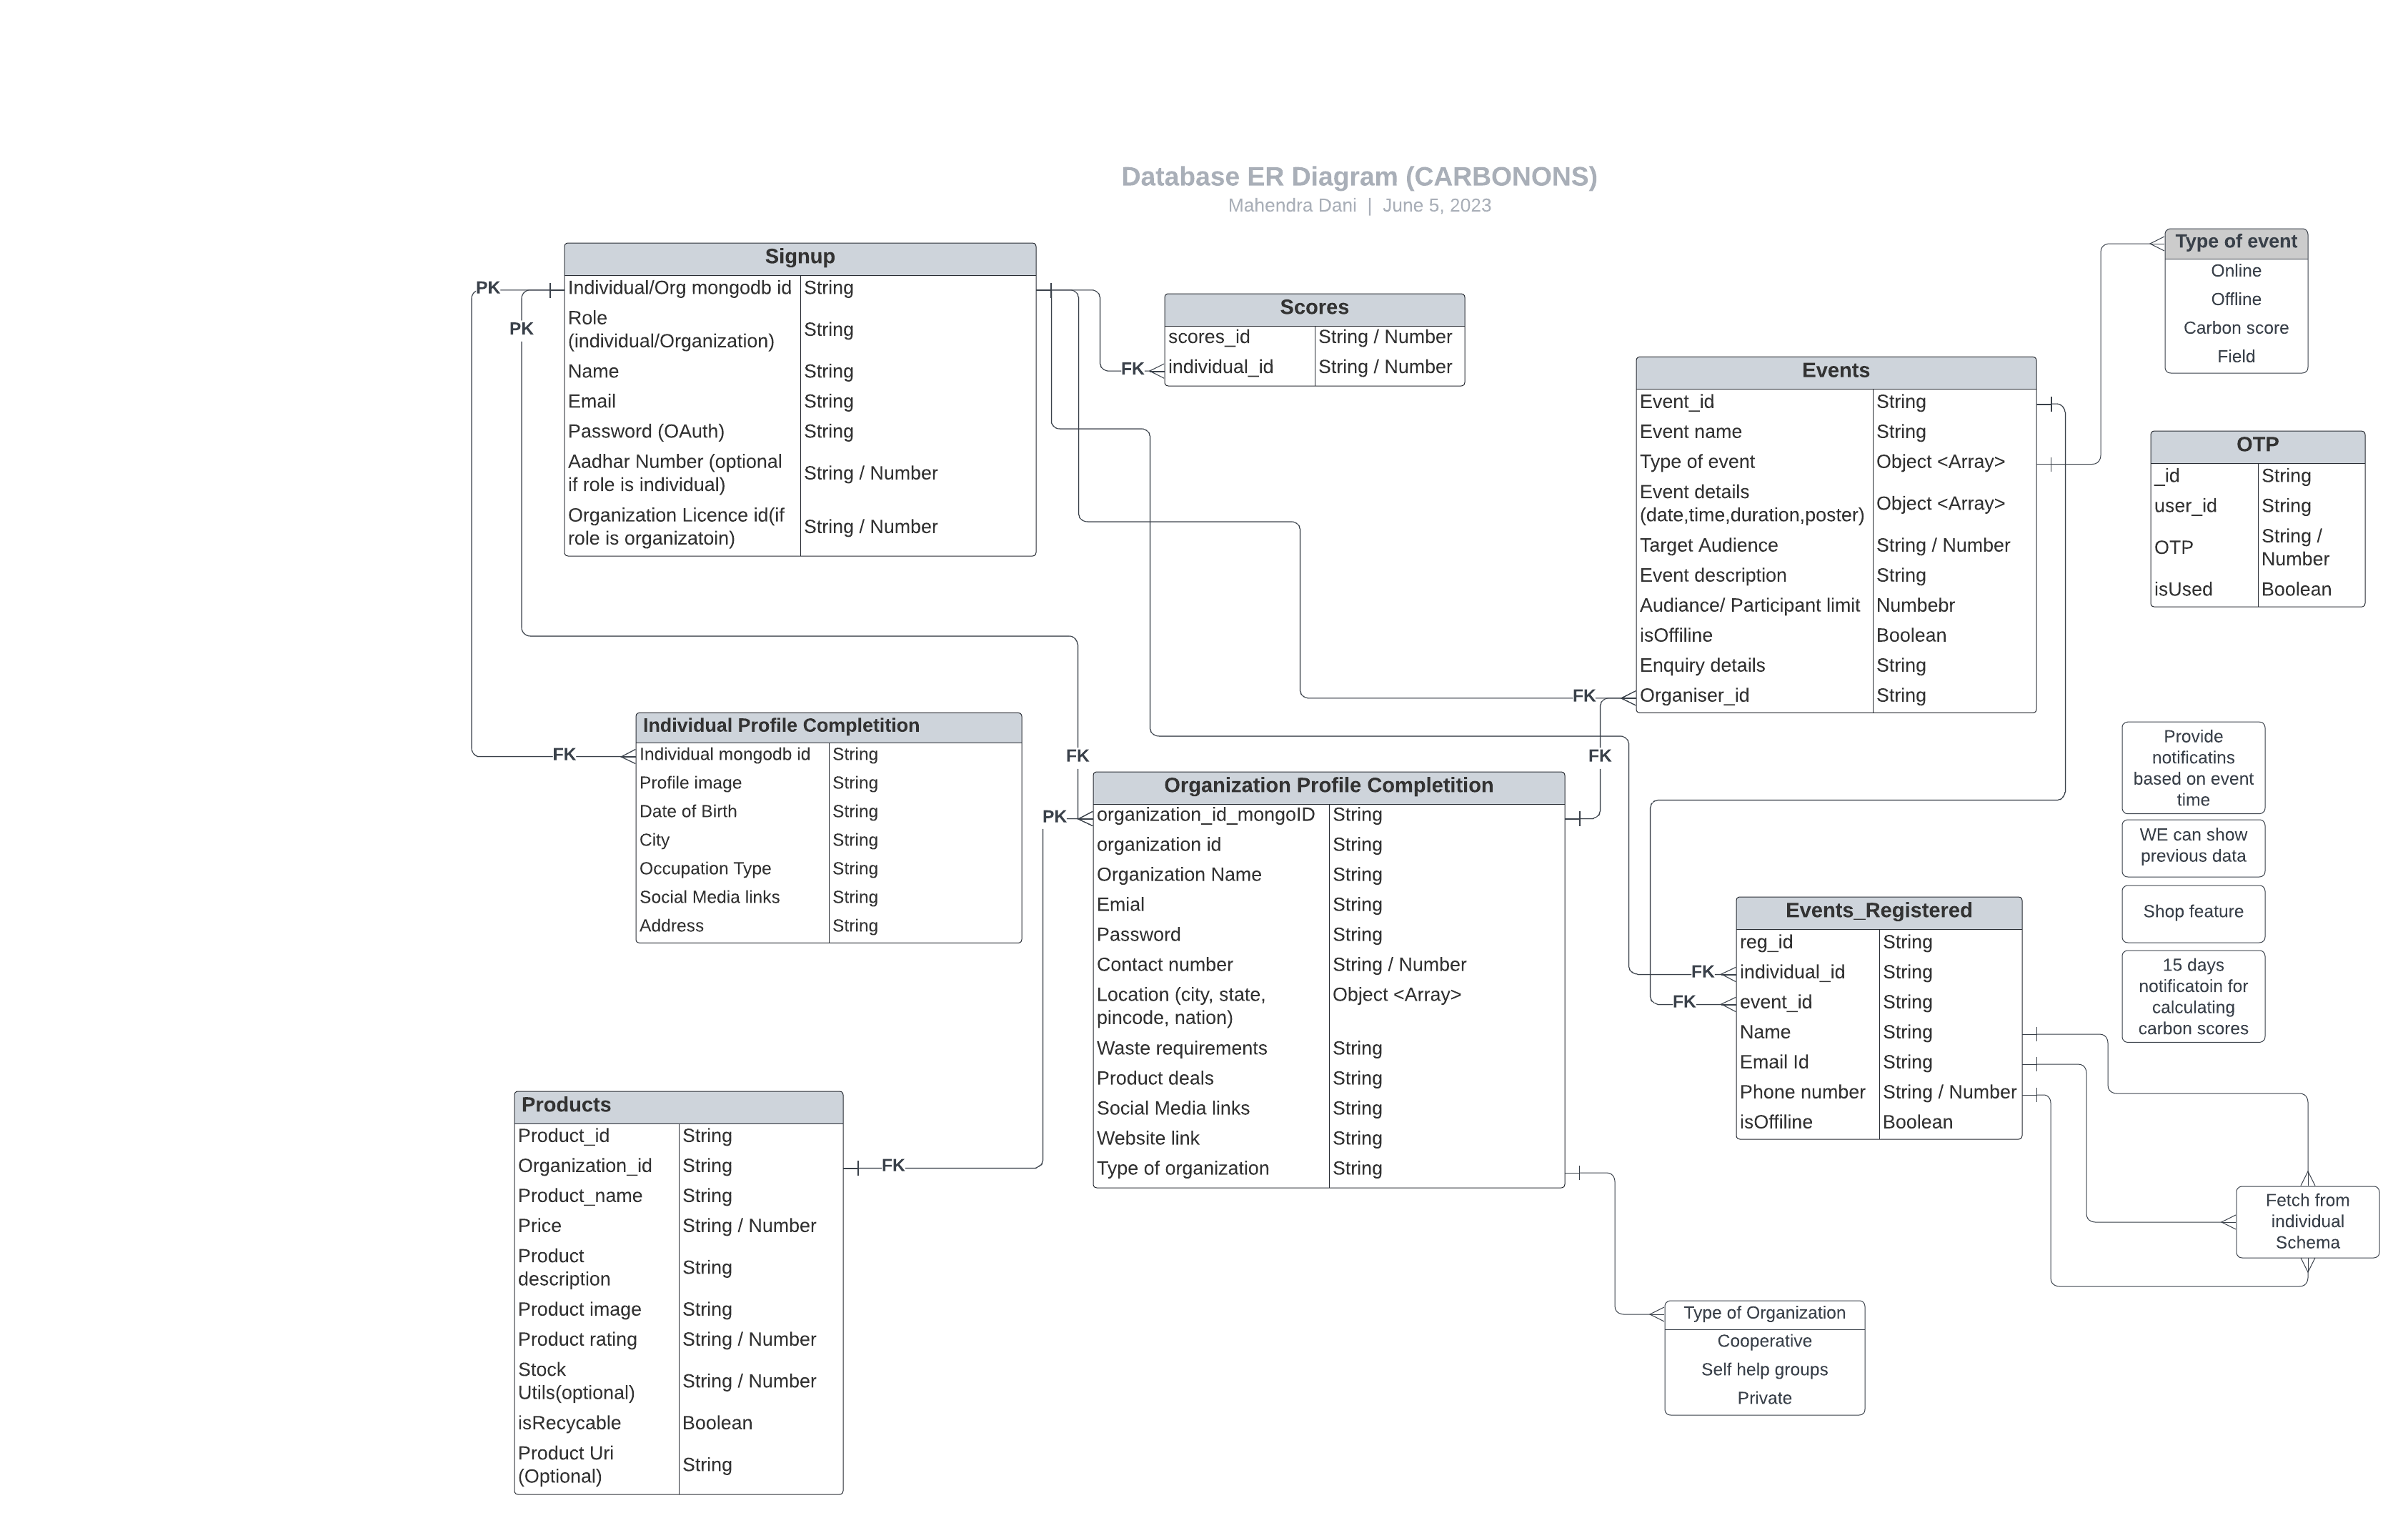 Database ER Diagram (CARBONONS)
Mahendra Dani | June 5, 2023
Signup
PK
Individual/Org mongodb id String
PK
Role
(individual/Organization) String
Name String
Email String
Password (OAuth) String
Aadhar Number (optional
if role is individual) String / Number
Organization Licence id(if
role is organizatoin) String / Number
Scores
scores_id String / Number
FK
individual_id String / Number
Events
Event_id String
Event name String
Type of event Object <Array>
Event details
(date,time,duration,poster) Object <Array>
Target Audience String / Number
Event description String
Audiance/ Participant limit Numbebr
isOffiline Boolean
Enquiry details String
FK
Organiser_id String
Type of event
Online
Offline
Carbon score
Field
OTP
_id String
user_id String
OTP String /
Number
isUsed Boolean
Individual Profile Completition
FK
Individual mongodb id String
Profile image String
Date of Birth String
City String
Occupation Type String
Social Media links String
Address String
FK
FK
Organization Profile Completition
PK
organization_id_mongoID String
organization id String
Organization Name String
Emial String
Password String
Contact number String / Number
Location (city, state,
pincode, nation) Object <Array>
Waste requirements String
Product deals String
Social Media links String
Website link String
Type of organization String
Provide
notificatins
based on event
time
WE can show
previous data
Shop feature
15 days
notificatoin for
calculating
carbon scores
Events_Registered
reg_id String
FK
individual_id String
FK
event_id String
Name String
Email Id String
Phone number String / Number
isOffiline Boolean
Products
Product_id String
Organization_id String
FK
Product_name String
Price String / Number
Product
description String
Product image String
Product rating String / Number
Stock
Utils(optional) String / Number
isRecycable Boolean
Product Uri
(Optional) String
Fetch from
individual
Schema
Type of Organization
Cooperative
Self help groups
Private